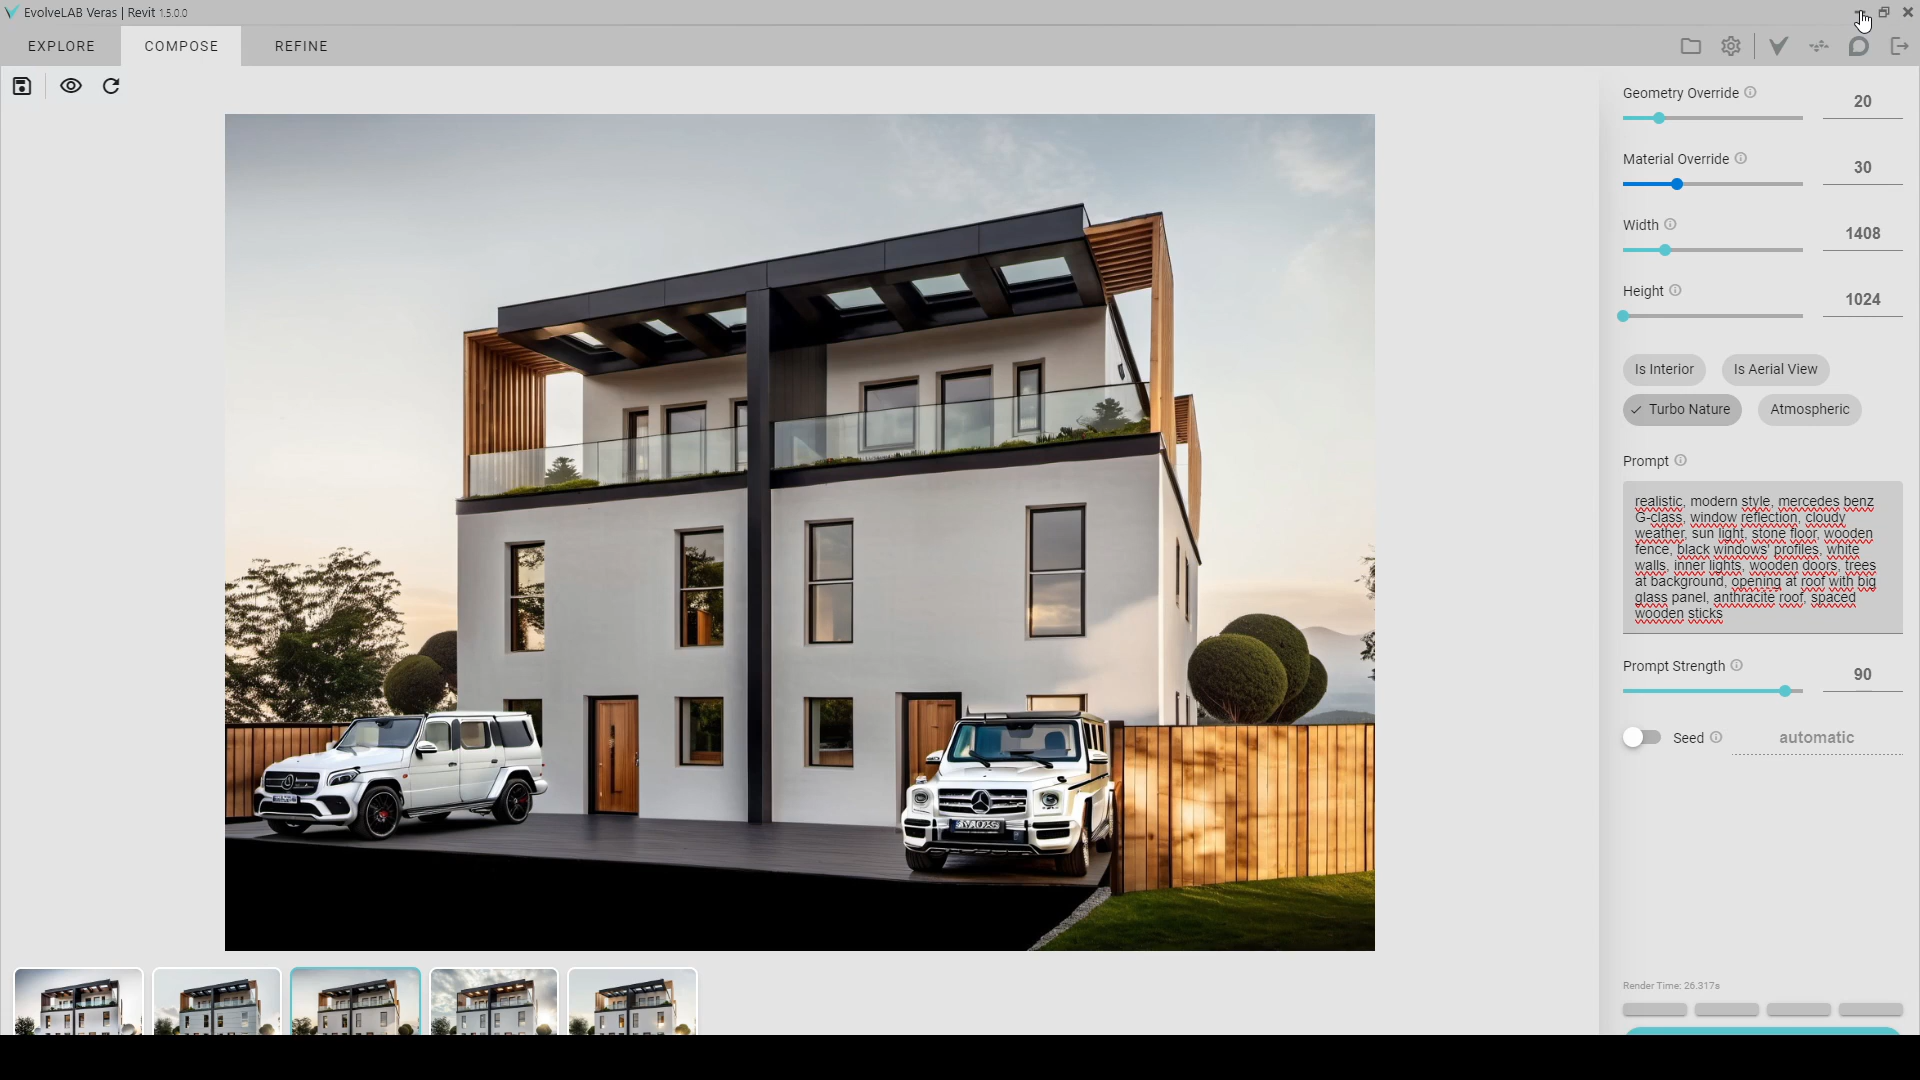 EvolveLAB Veras | Revit 1.5.0.0
EXPLORE
COMPOSE
REFINE
Geometry Override
20
Material Override
30
Width
1408
Height
1024
Is Interior
Is Aerial View
Turbo Nature
Atmospheric
Prompt
realistic, modern style, mercedes benz
G-class, window reflection, cloudy
weather, sun light, stone floor, wooden
fence, black windows' profiles, white
walls, inner lights, wooden doors, trees
at background, opening at roof with big
glass panel, anthracite roof, spaced
wooden sticks
Prompt Strength
90
Seed
automatic
Render Time: 26.317s